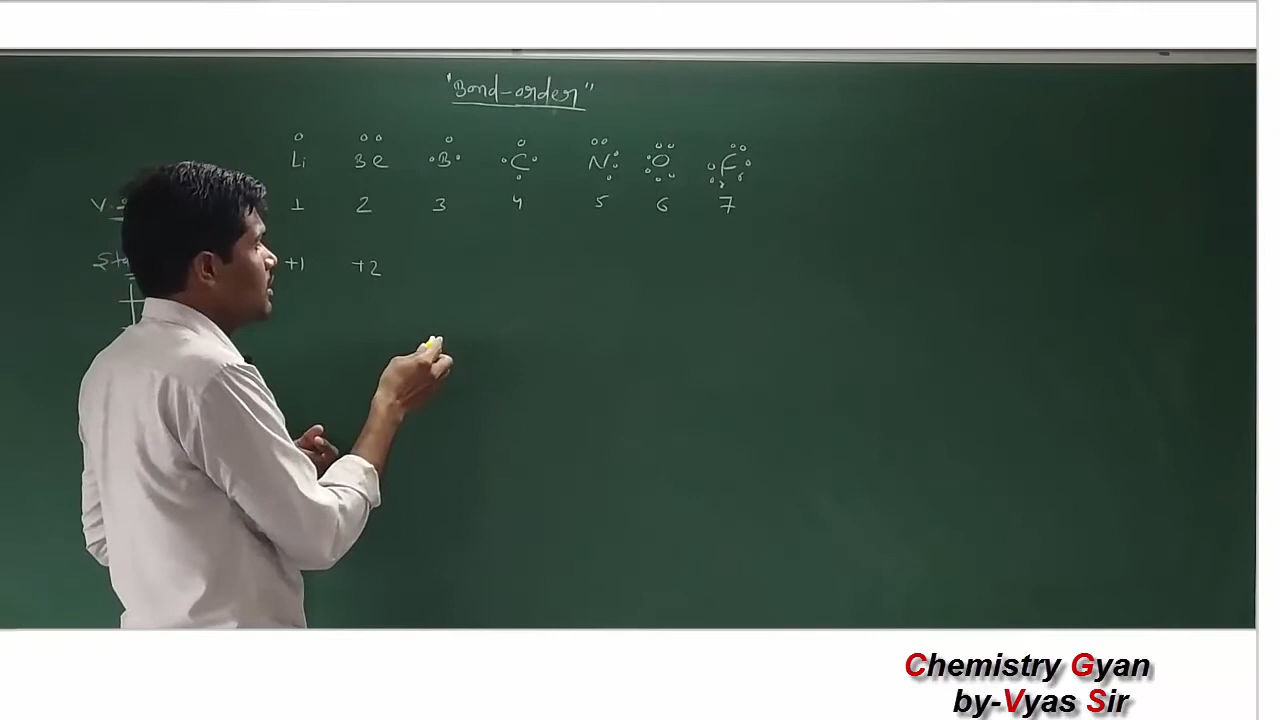 "Bond-order"
Li Be B C N O F
V. 1 2 3 4 5 6 7
+1 +2
Chemistry Gyan
by-Vyas Sir